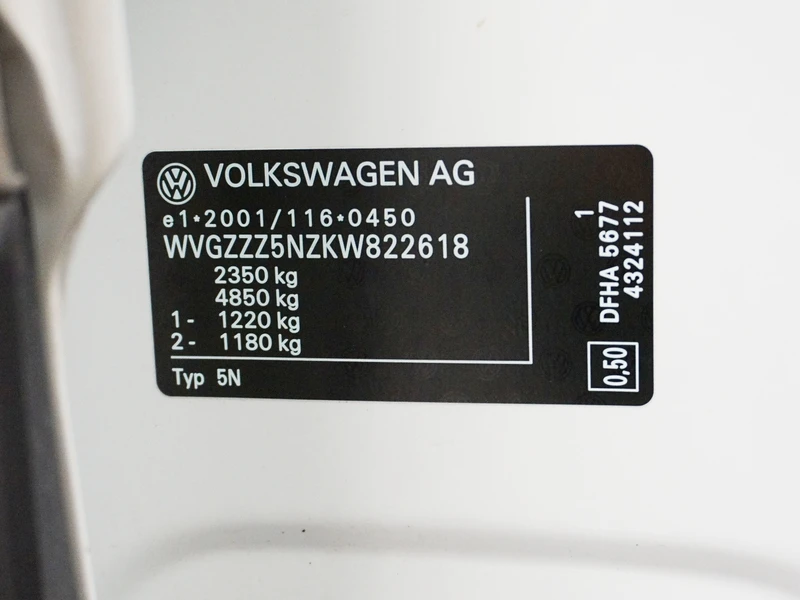 VOLKSWAGEN AG
e1*2001/116*0450
WVGZZZ5NZKW822618
2350 kg
4850 kg
1- 1220 kg
2- 1180 kg
Typ 5N
1
DFHA 5677
4324112
0,50